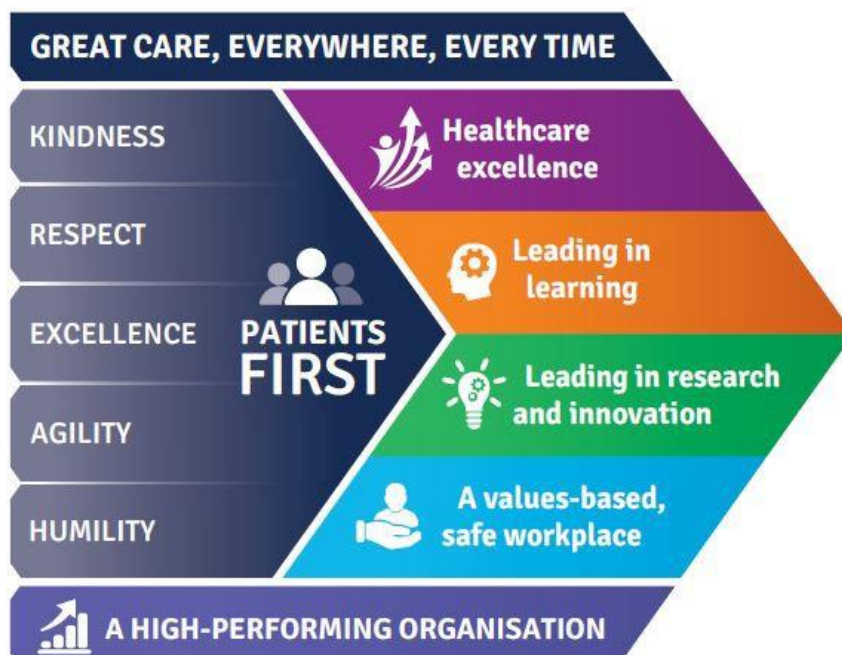 GREAT CARE, EVERYWHERE, EVERY TIME
KINDNESS
RESPECT
EXCELLENCE
AGILITY
HUMILITY
PATIENTS
FIRST
Healthcare
excellence
Leading in
learning
Leading in research
and innovation
A values-based,
safe workplace
A HIGH-PERFORMING ORGANISATION